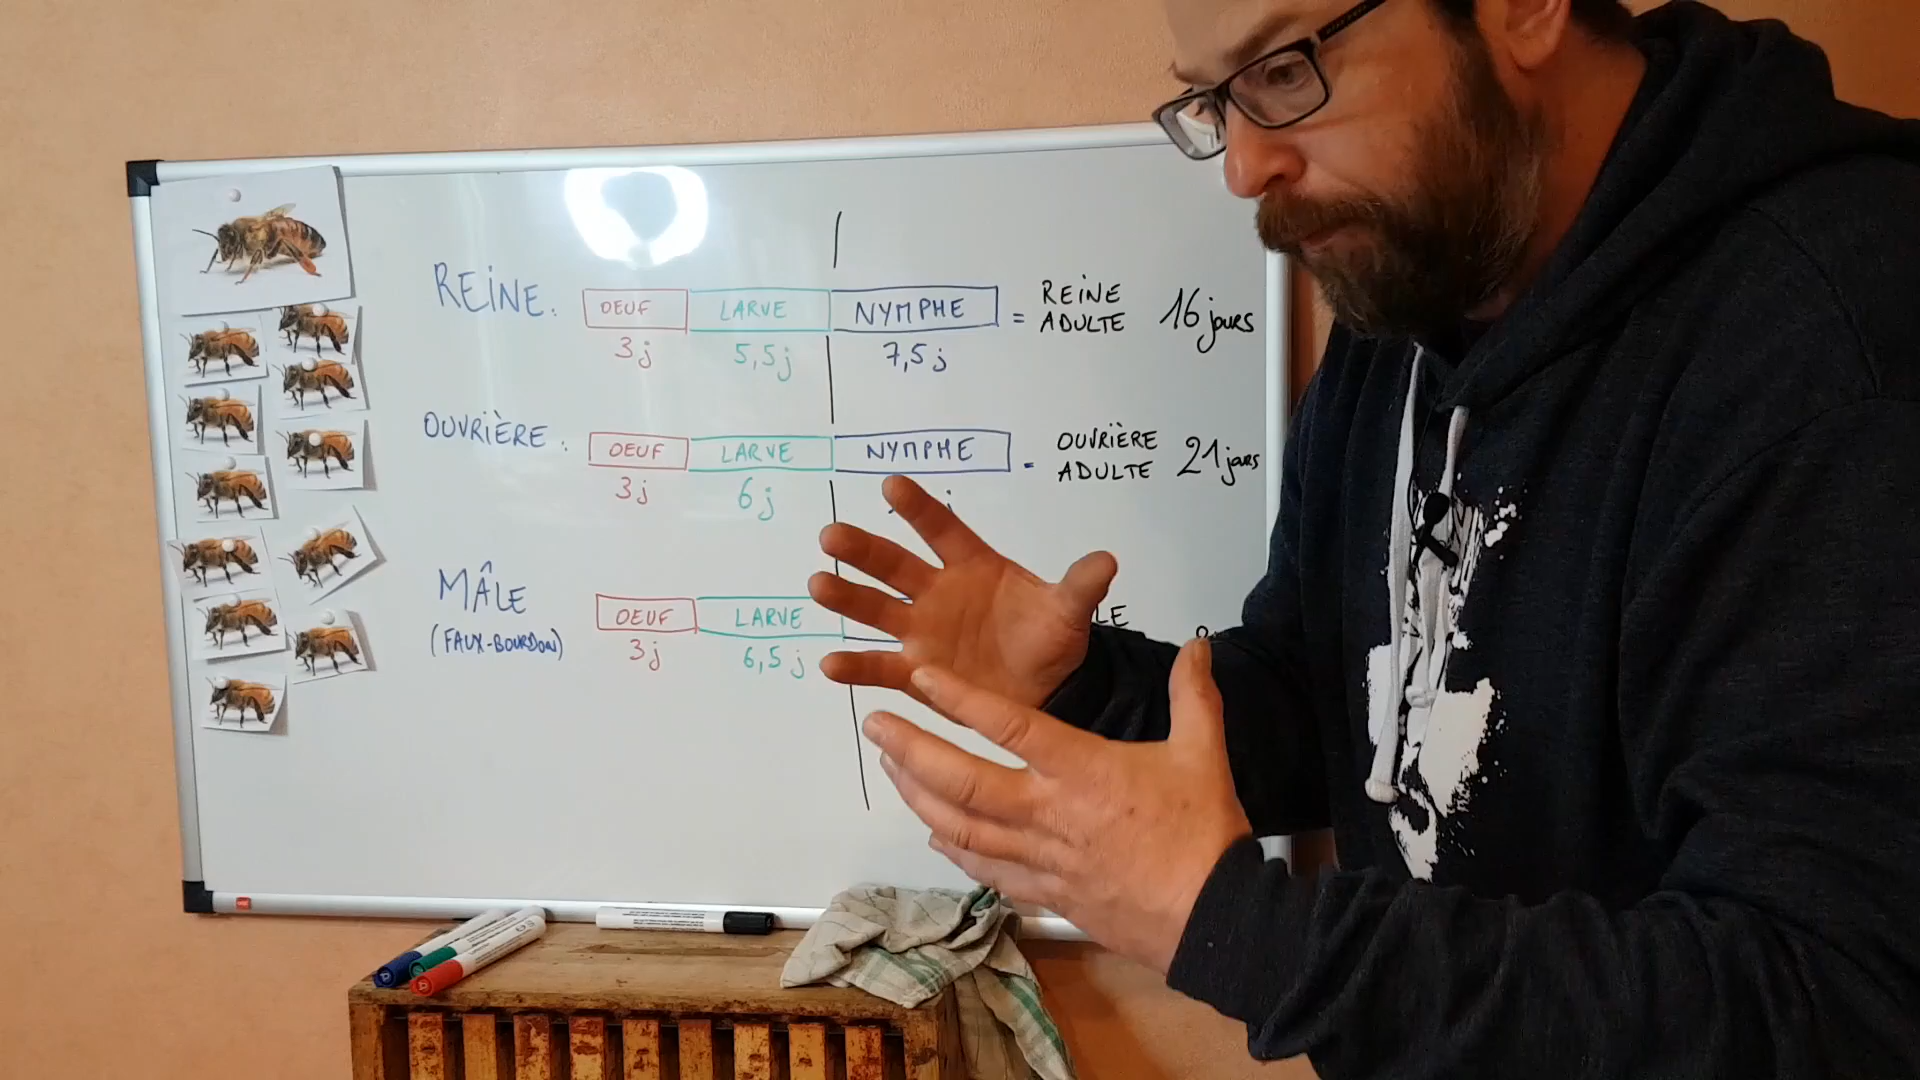 REINE :
OEUF LARVE NYMPHE = REINE ADULTE 16 jours
3j 5,5j 7,5j
OUVRIÈRE :
OEUF LARVE NYMPHE = OUVRIÈRE ADULTE 21 jours
3j 6j j
MÂLE
(FAUX-BOURDON)
OEUF LARVE
3j 6,5j